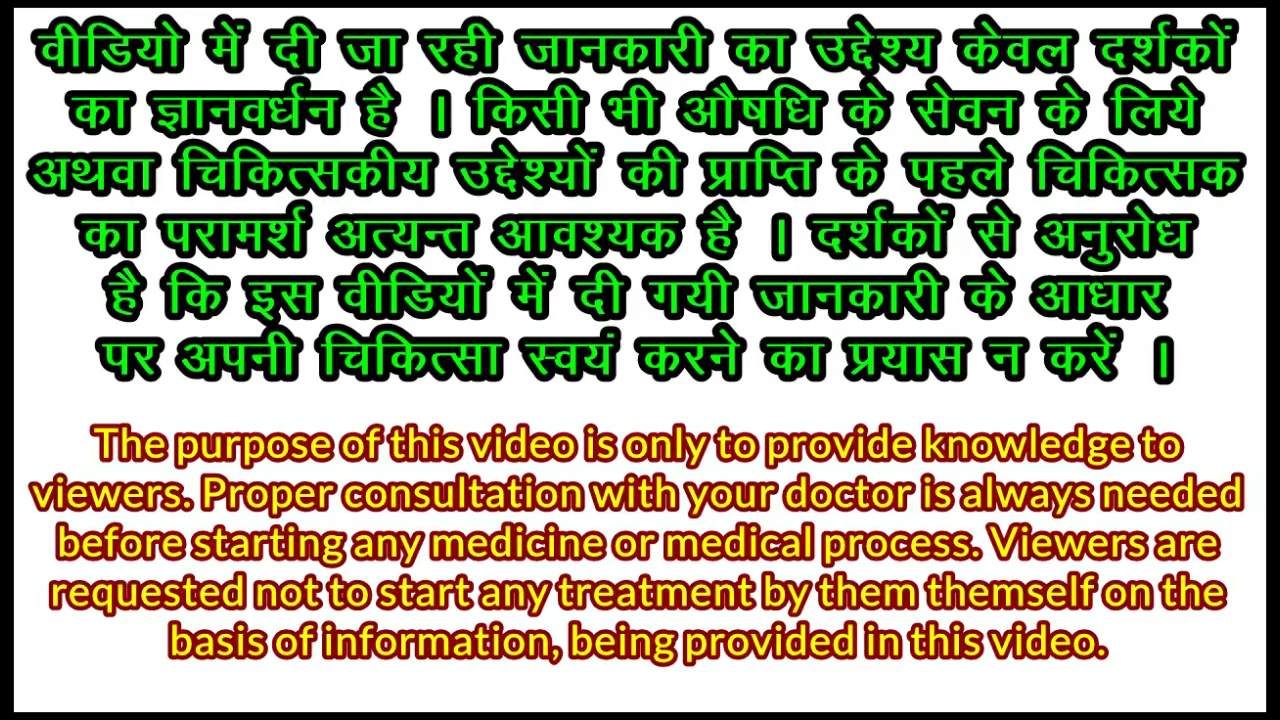 वीडियो में दी जा रही जानकारी का उद्देश्य केवल दर्शकों
का ज्ञानवर्धन है । किसी भी औषधि के सेवन के लिये
अथवा चिकित्सकीय उद्देश्यों की प्राप्ति के पहले चिकित्सक
का परामर्श अत्यन्त आवश्यक है । दर्शकों से अनुरोध
है कि इस वीडियों में दी गयी जानकारी के आधार
पर अपनी चिकित्सा स्वयं करने का प्रयास न करें ।
The purpose of this video is only to provide knowledge to
viewers. Proper consultation with your doctor is always needed
before starting any medicine or medical process. Viewers are
requested not to start any treatment by them themself on the
basis of information, being provided in this video.